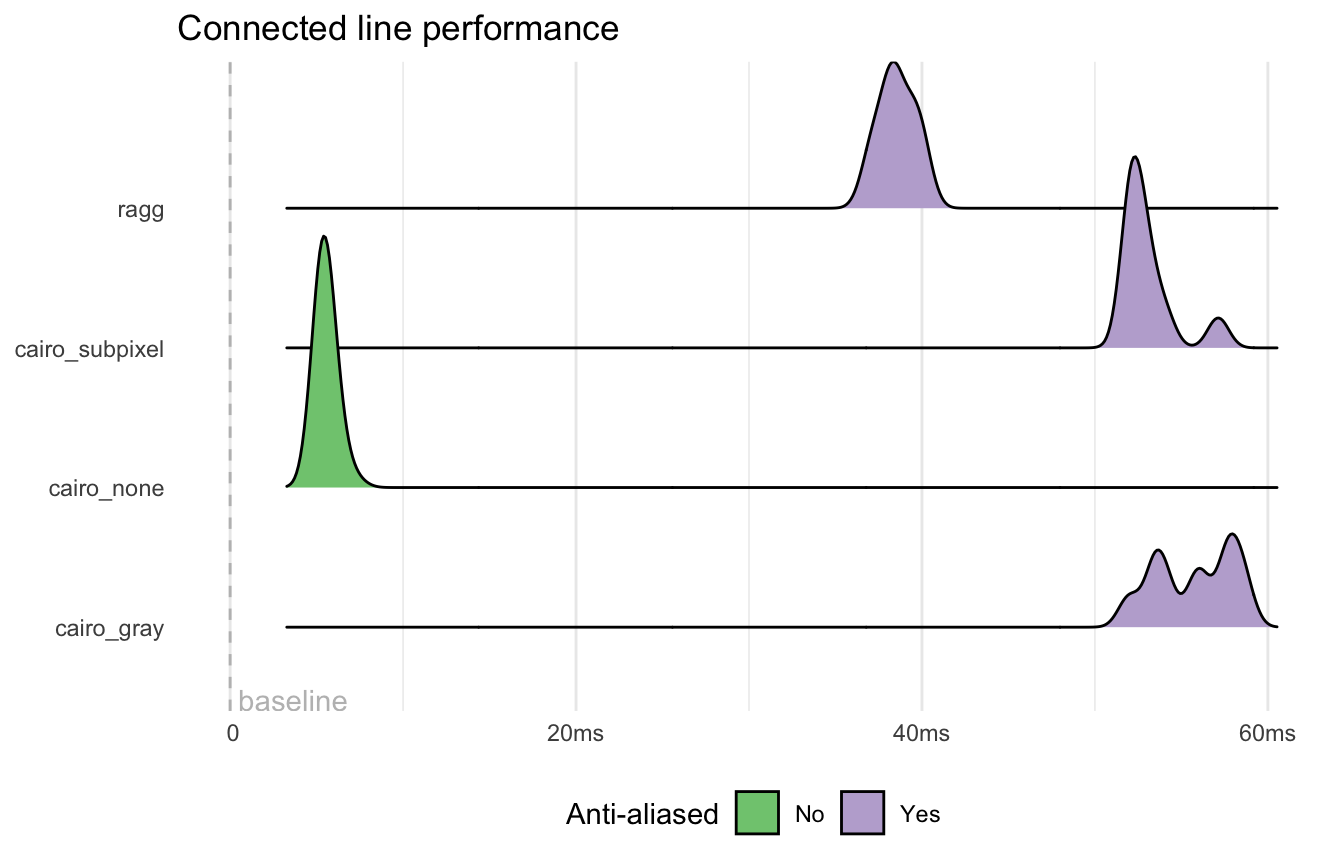 Connected line performance
ragg
cairo_subpixel
cairo_none
cairo_gray
baseline
0 20ms 40ms 60ms
Anti-aliased No Yes